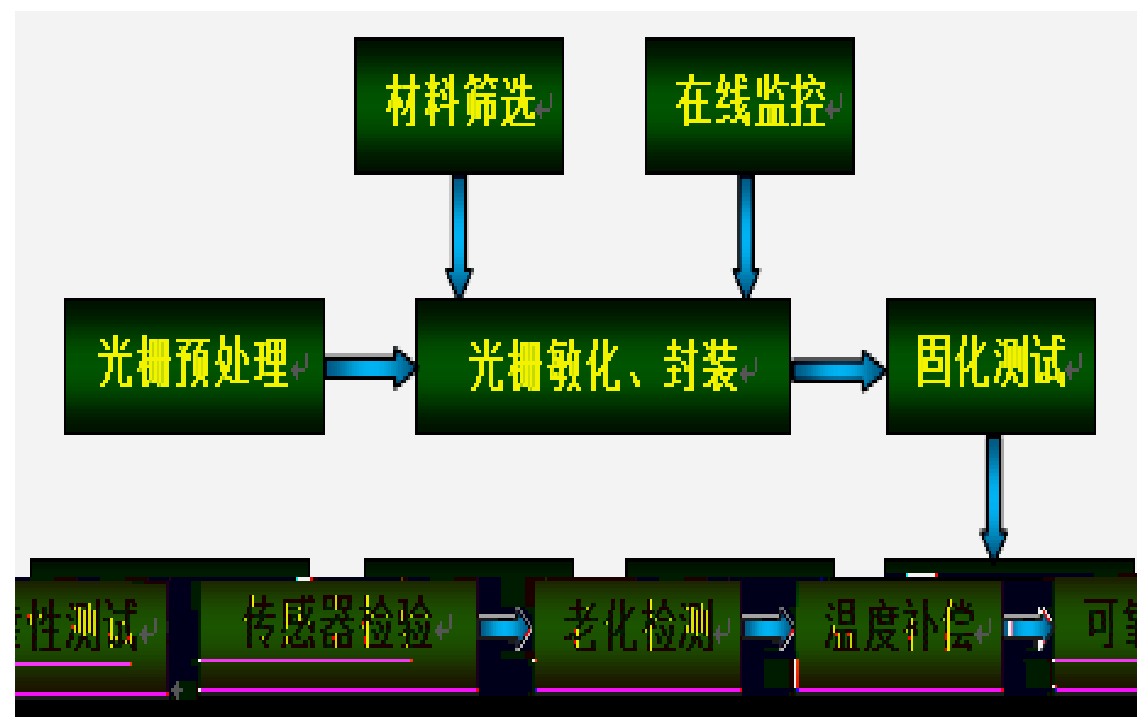 材料筛选
在线监控
光栅预处理
光栅敏化、封装
固化测试
性测试
传感器检验
老化检测
温度补偿
可